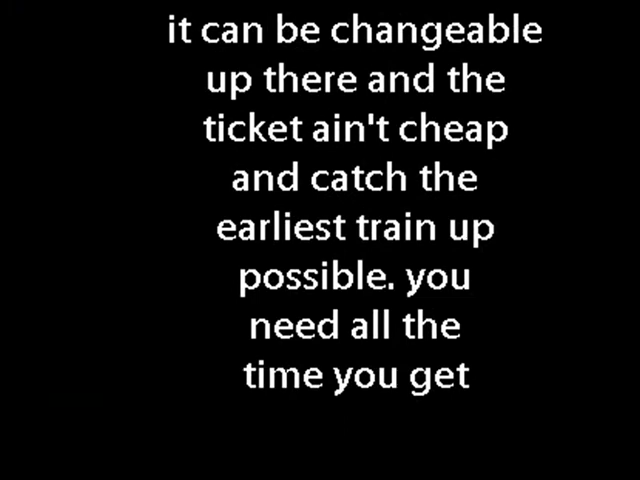 it can be changeable
up there and the
ticket ain't cheap
and catch the
earliest train up
possible. you
need all the
time you get